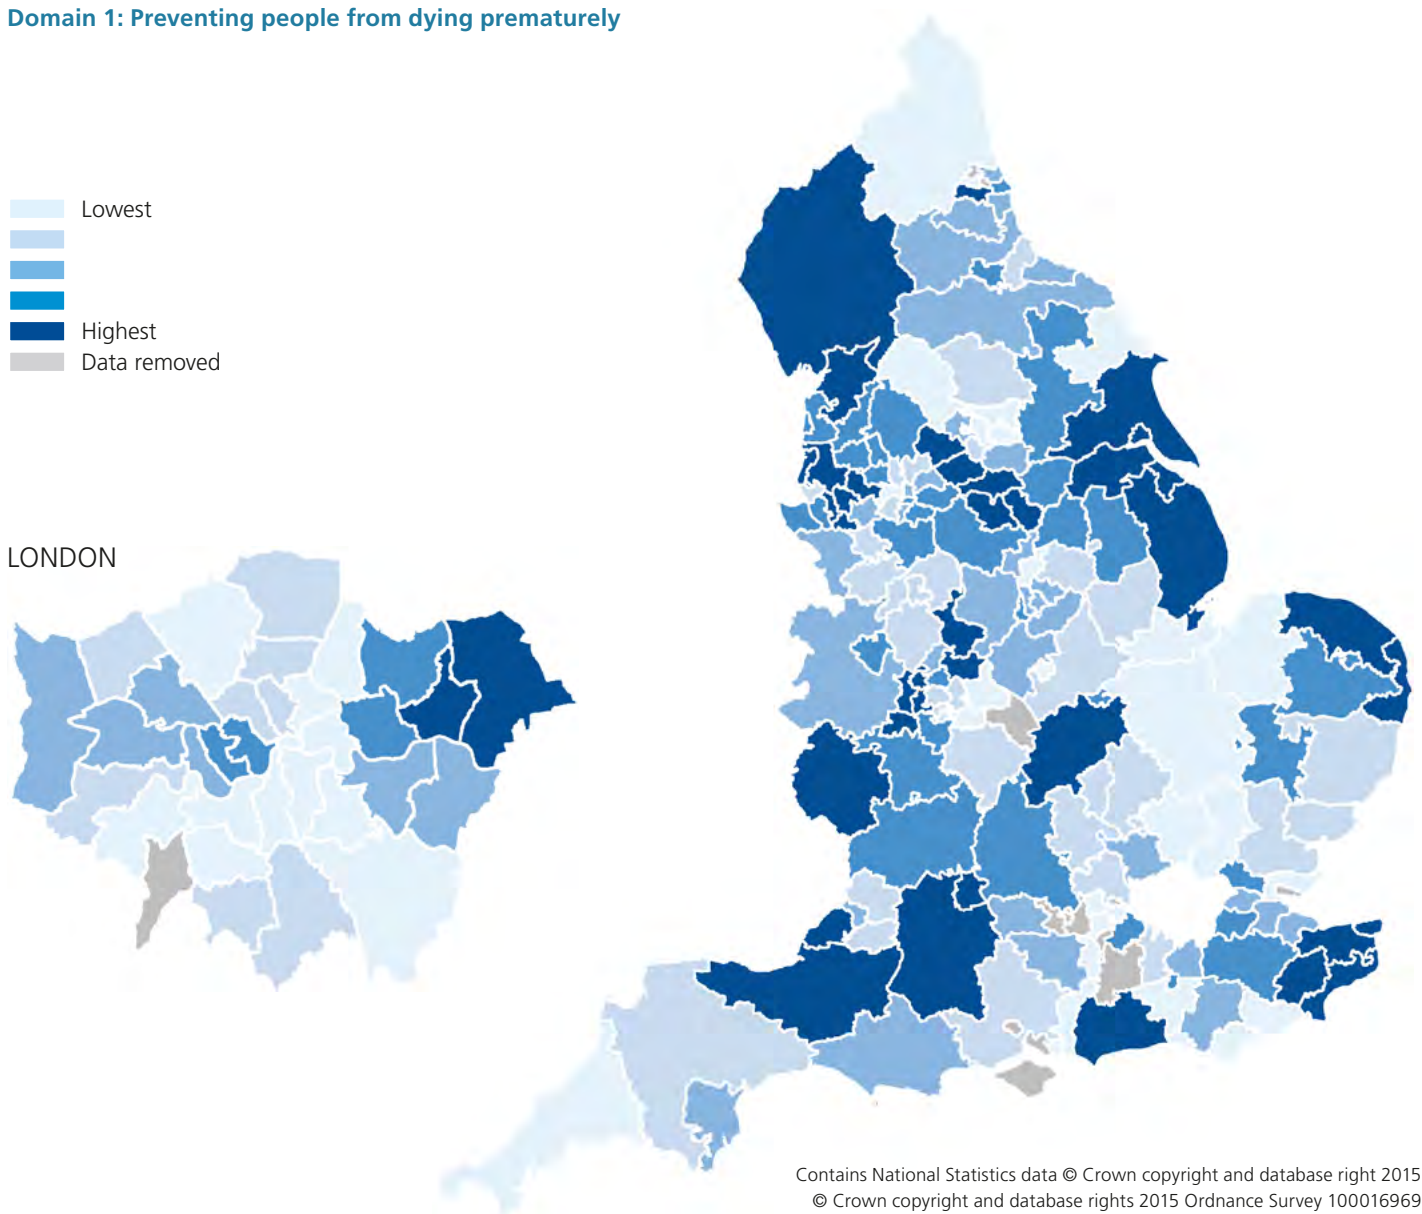 Domain 1: Preventing people from dying prematurely
Lowest
Highest
Data removed
LONDON
Contains National Statistics data © Crown copyright and database right 2015
© Crown copyright and database rights 2015 Ordnance Survey 100016969